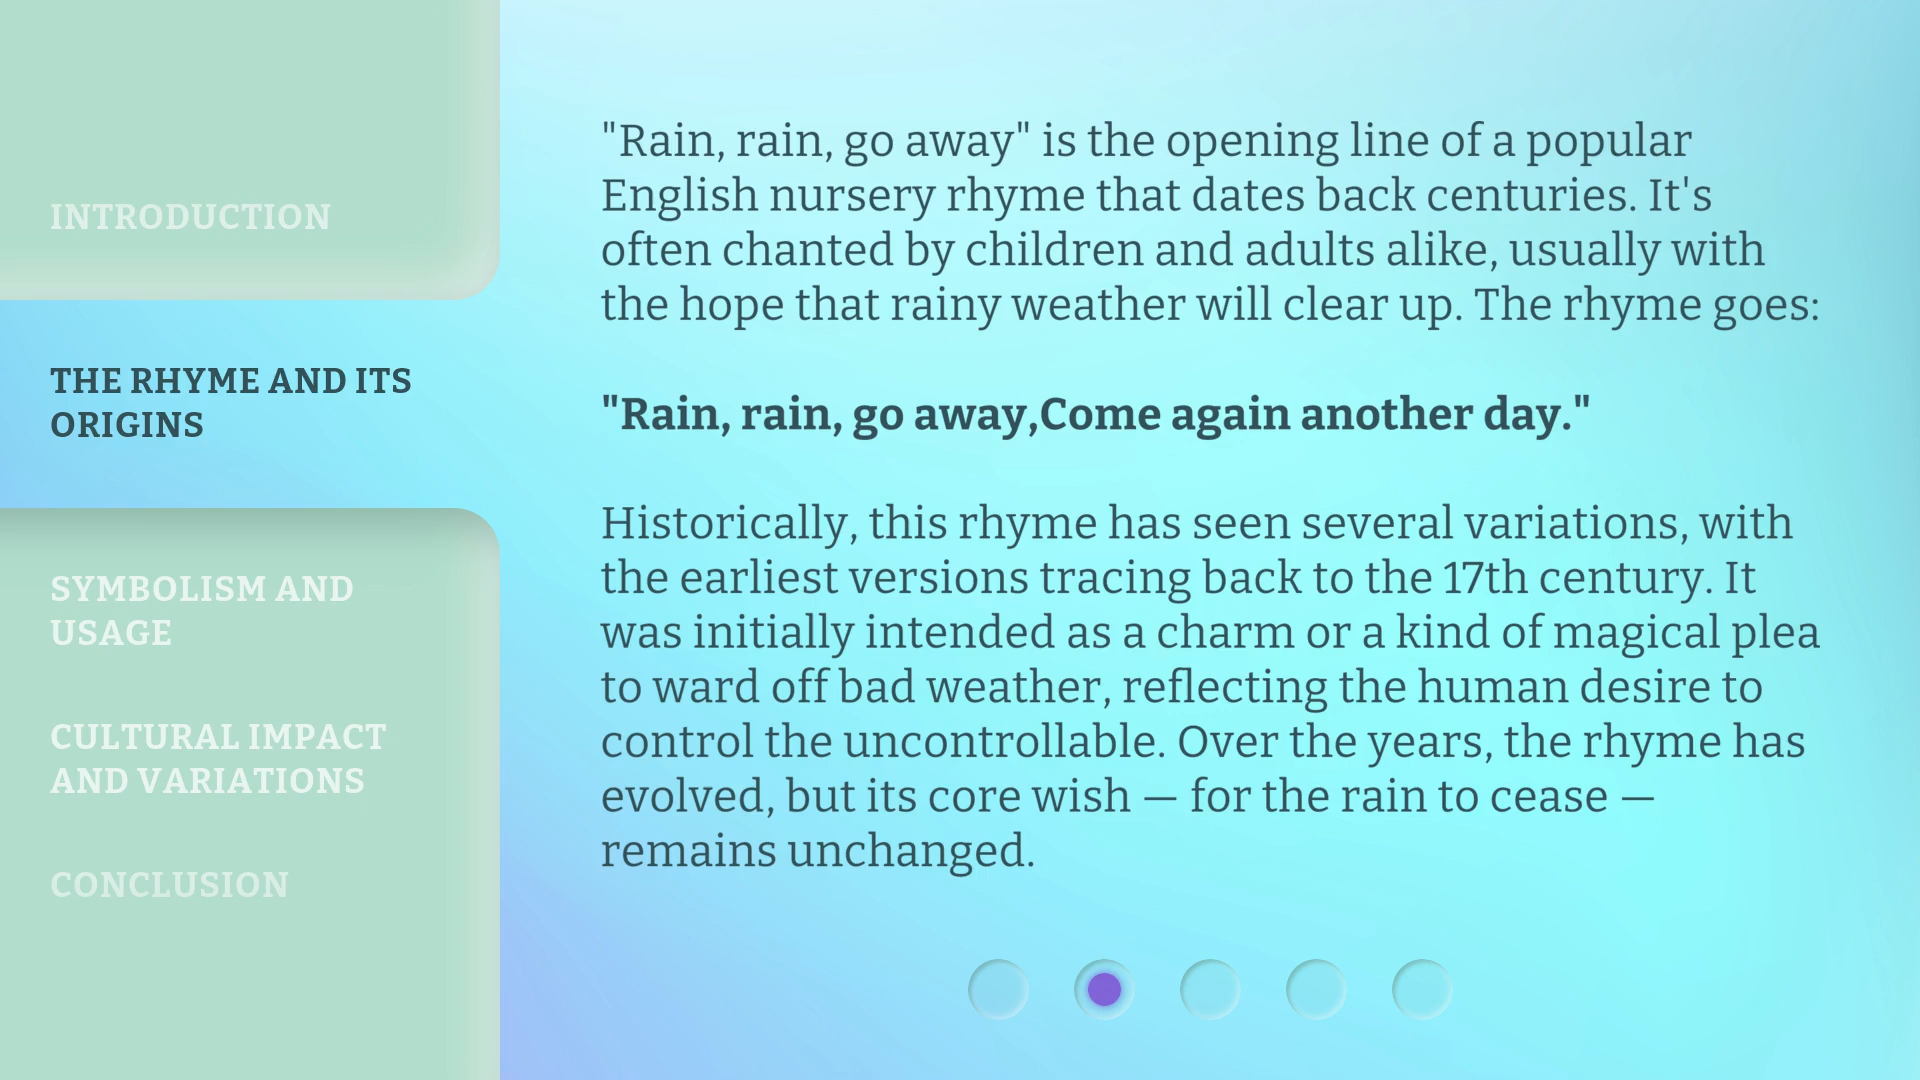 INTRODUCTION
THE RHYME AND ITS
ORIGINS
SYMBOLISM AND
USAGE
CULTURAL IMPACT
AND VARIATIONS
CONCLUSION
"Rain, rain, go away" is the opening line of a popular
English nursery rhyme that dates back centuries. It's
often chanted by children and adults alike, usually with
the hope that rainy weather will clear up. The rhyme goes:
"Rain, rain, go away,Come again another day."
Historically, this rhyme has seen several variations, with
the earliest versions tracing back to the 17th century. It
was initially intended as a charm or a kind of magical plea
to ward off bad weather, reflecting the human desire to
control the uncontrollable. Over the years, the rhyme has
evolved, but its core wish — for the rain to cease —
remains unchanged.